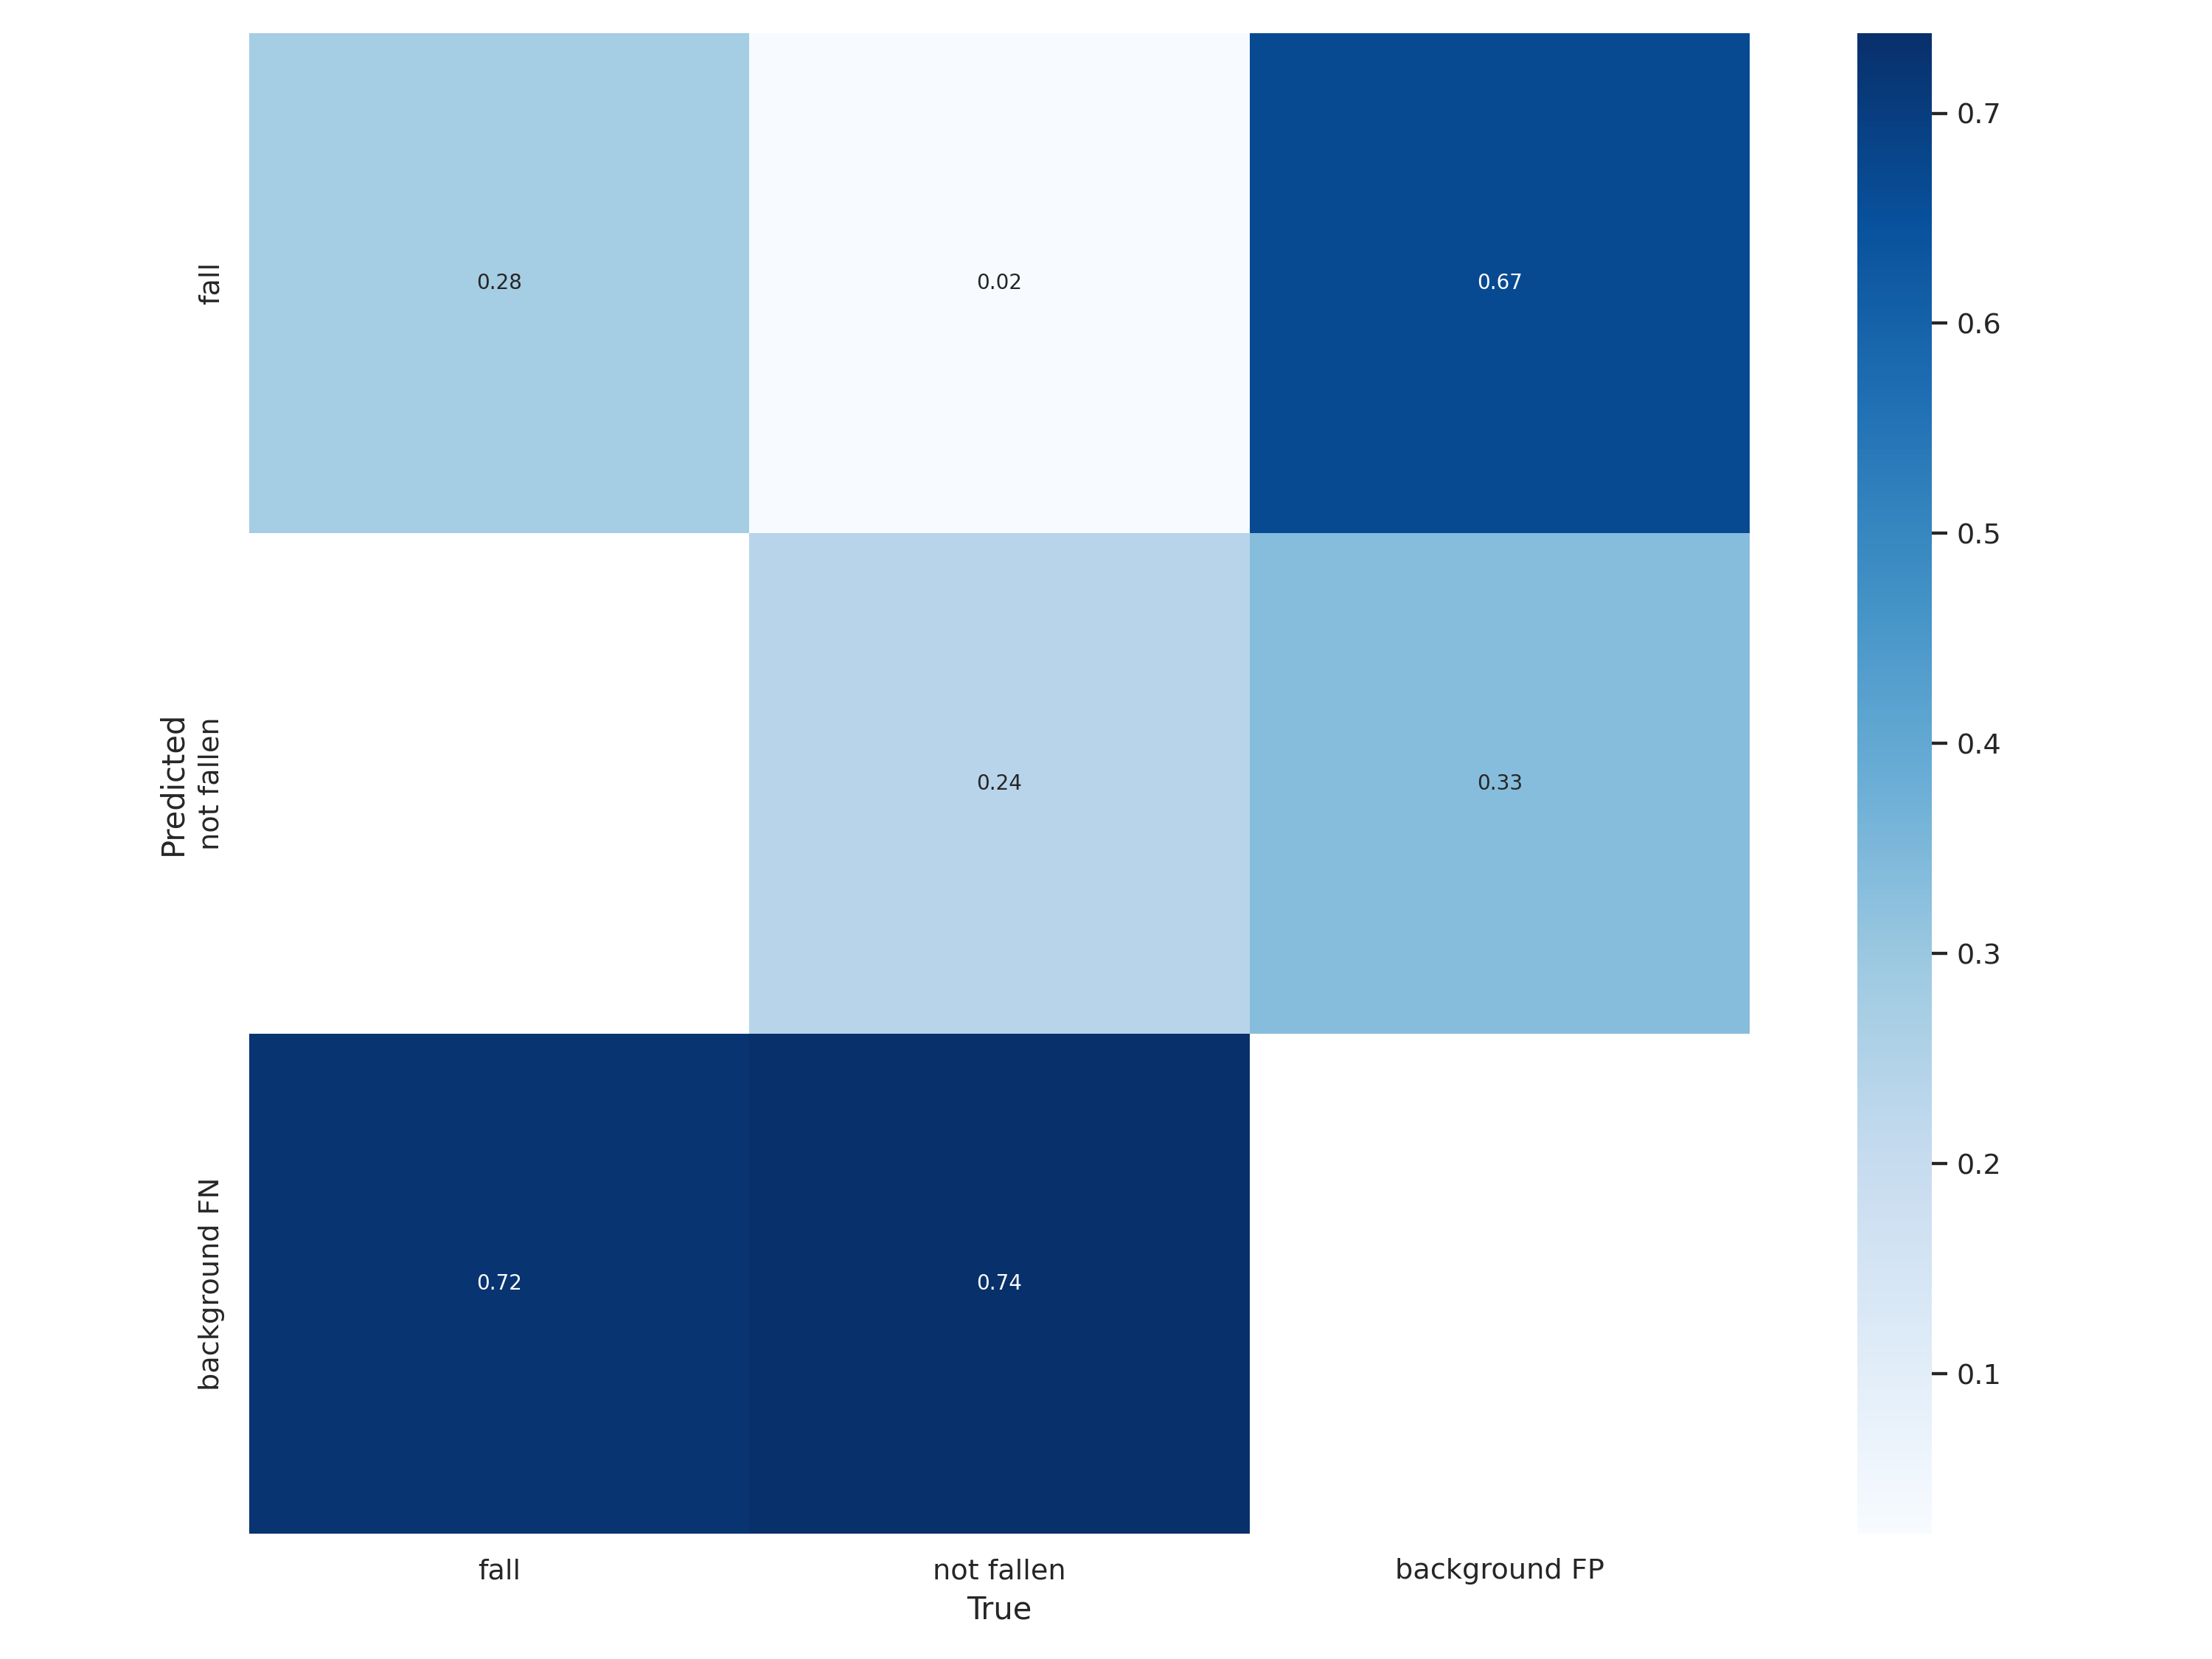 0.28 0.02 0.67
0.24 0.33
0.72 0.74
fall
not fallen
background FN
Predicted
fall not fallen background FP
True
0.7
0.6
0.5
0.4
0.3
0.2
0.1